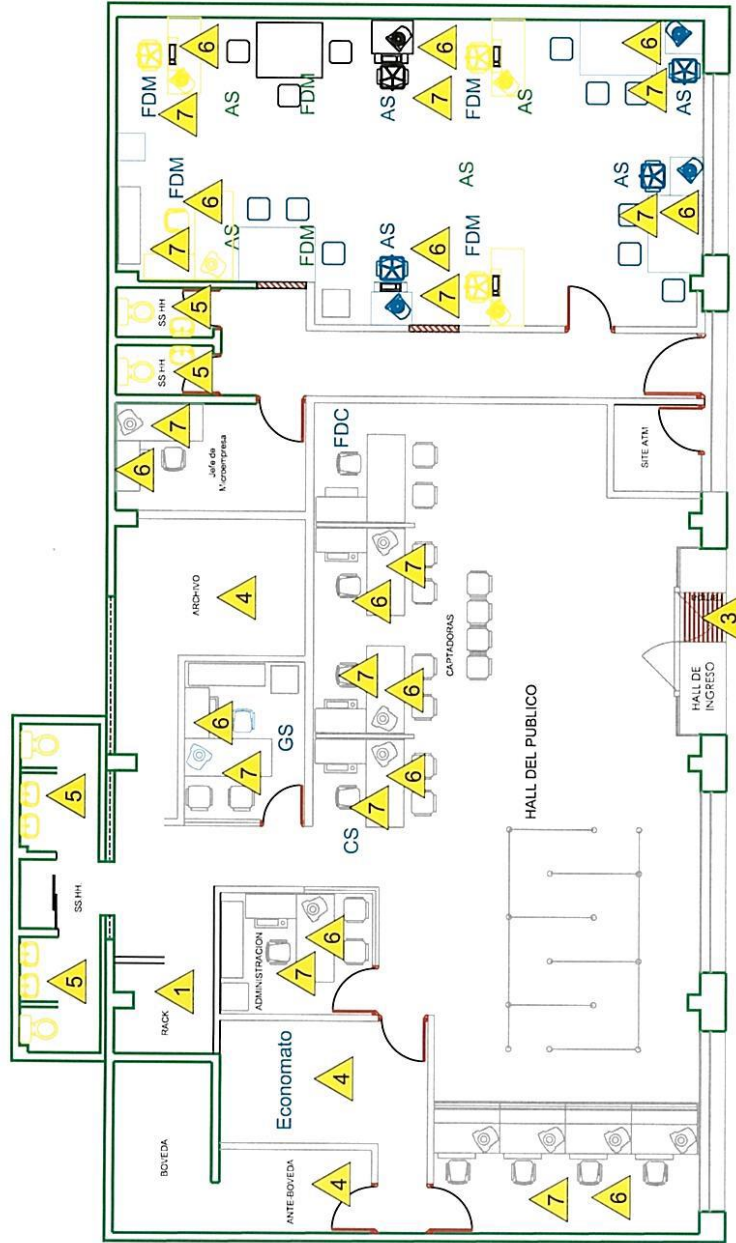 5
SS.HH.
5
BOVEDA
RACK
1
ARCHIVO
4
6
7
Jefe de
Microempresa
SS.HH
5
SS.HH
5
7
6
FDM
7
FDM
6
AS
AS
ANTE-BOVEDA
4
Economato
4
ADMINISTRACION
7
6
7
6
GS
FDM
FDM
CS
7
6
6
7
6
7
FDC
AS
7
6
AS
7
6
CAPTADORAS
FDM
AS
FDM
AS
HALL DEL PUBLICO
7
6
SITE ATM
AS
7
6
7
6
AS
HALL DE
INGRESO
3